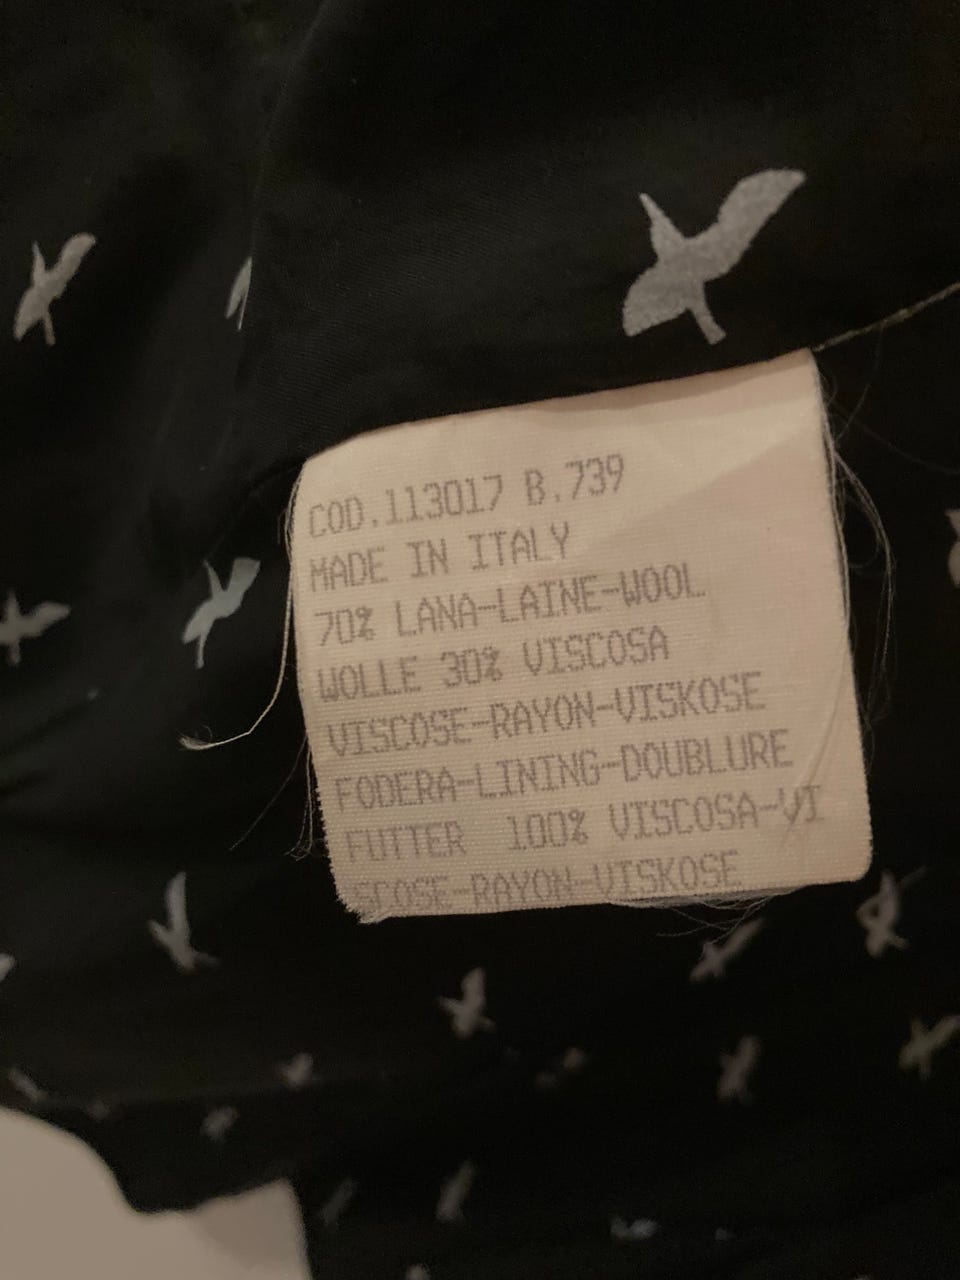 COD.113017 B.739
MADE IN ITALY
70% LANA-LAINE-WOOL
WOLLE 30% VISCOSA
VISCOSE-RAYON-VISKOSE
FODERA-LINING-DOUBLURE
FUTTER 100% VISCOSA-VI
SCOSE-RAYON-VISKOSE